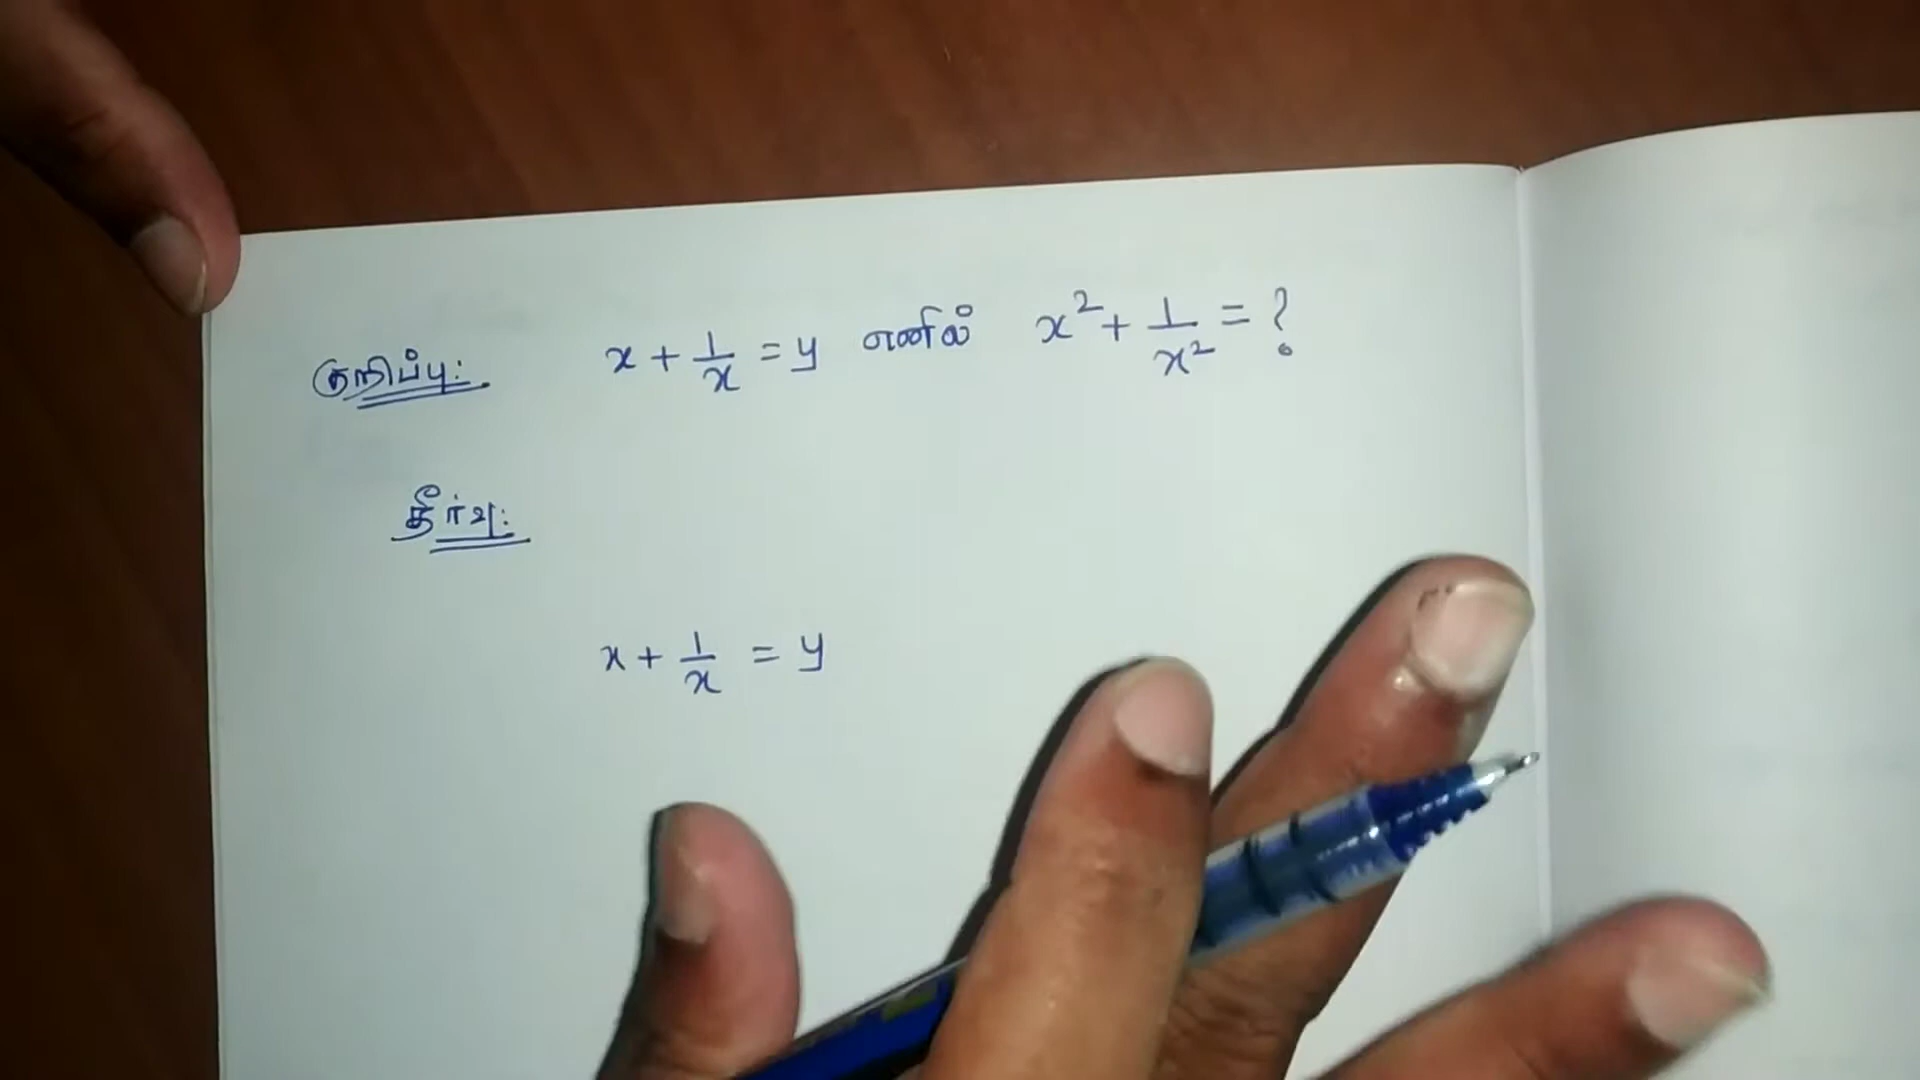 குறிப்பு: x + 1/x = y எனில் x² + 1/x² = ?
தீர்வு:
x + 1/x = y